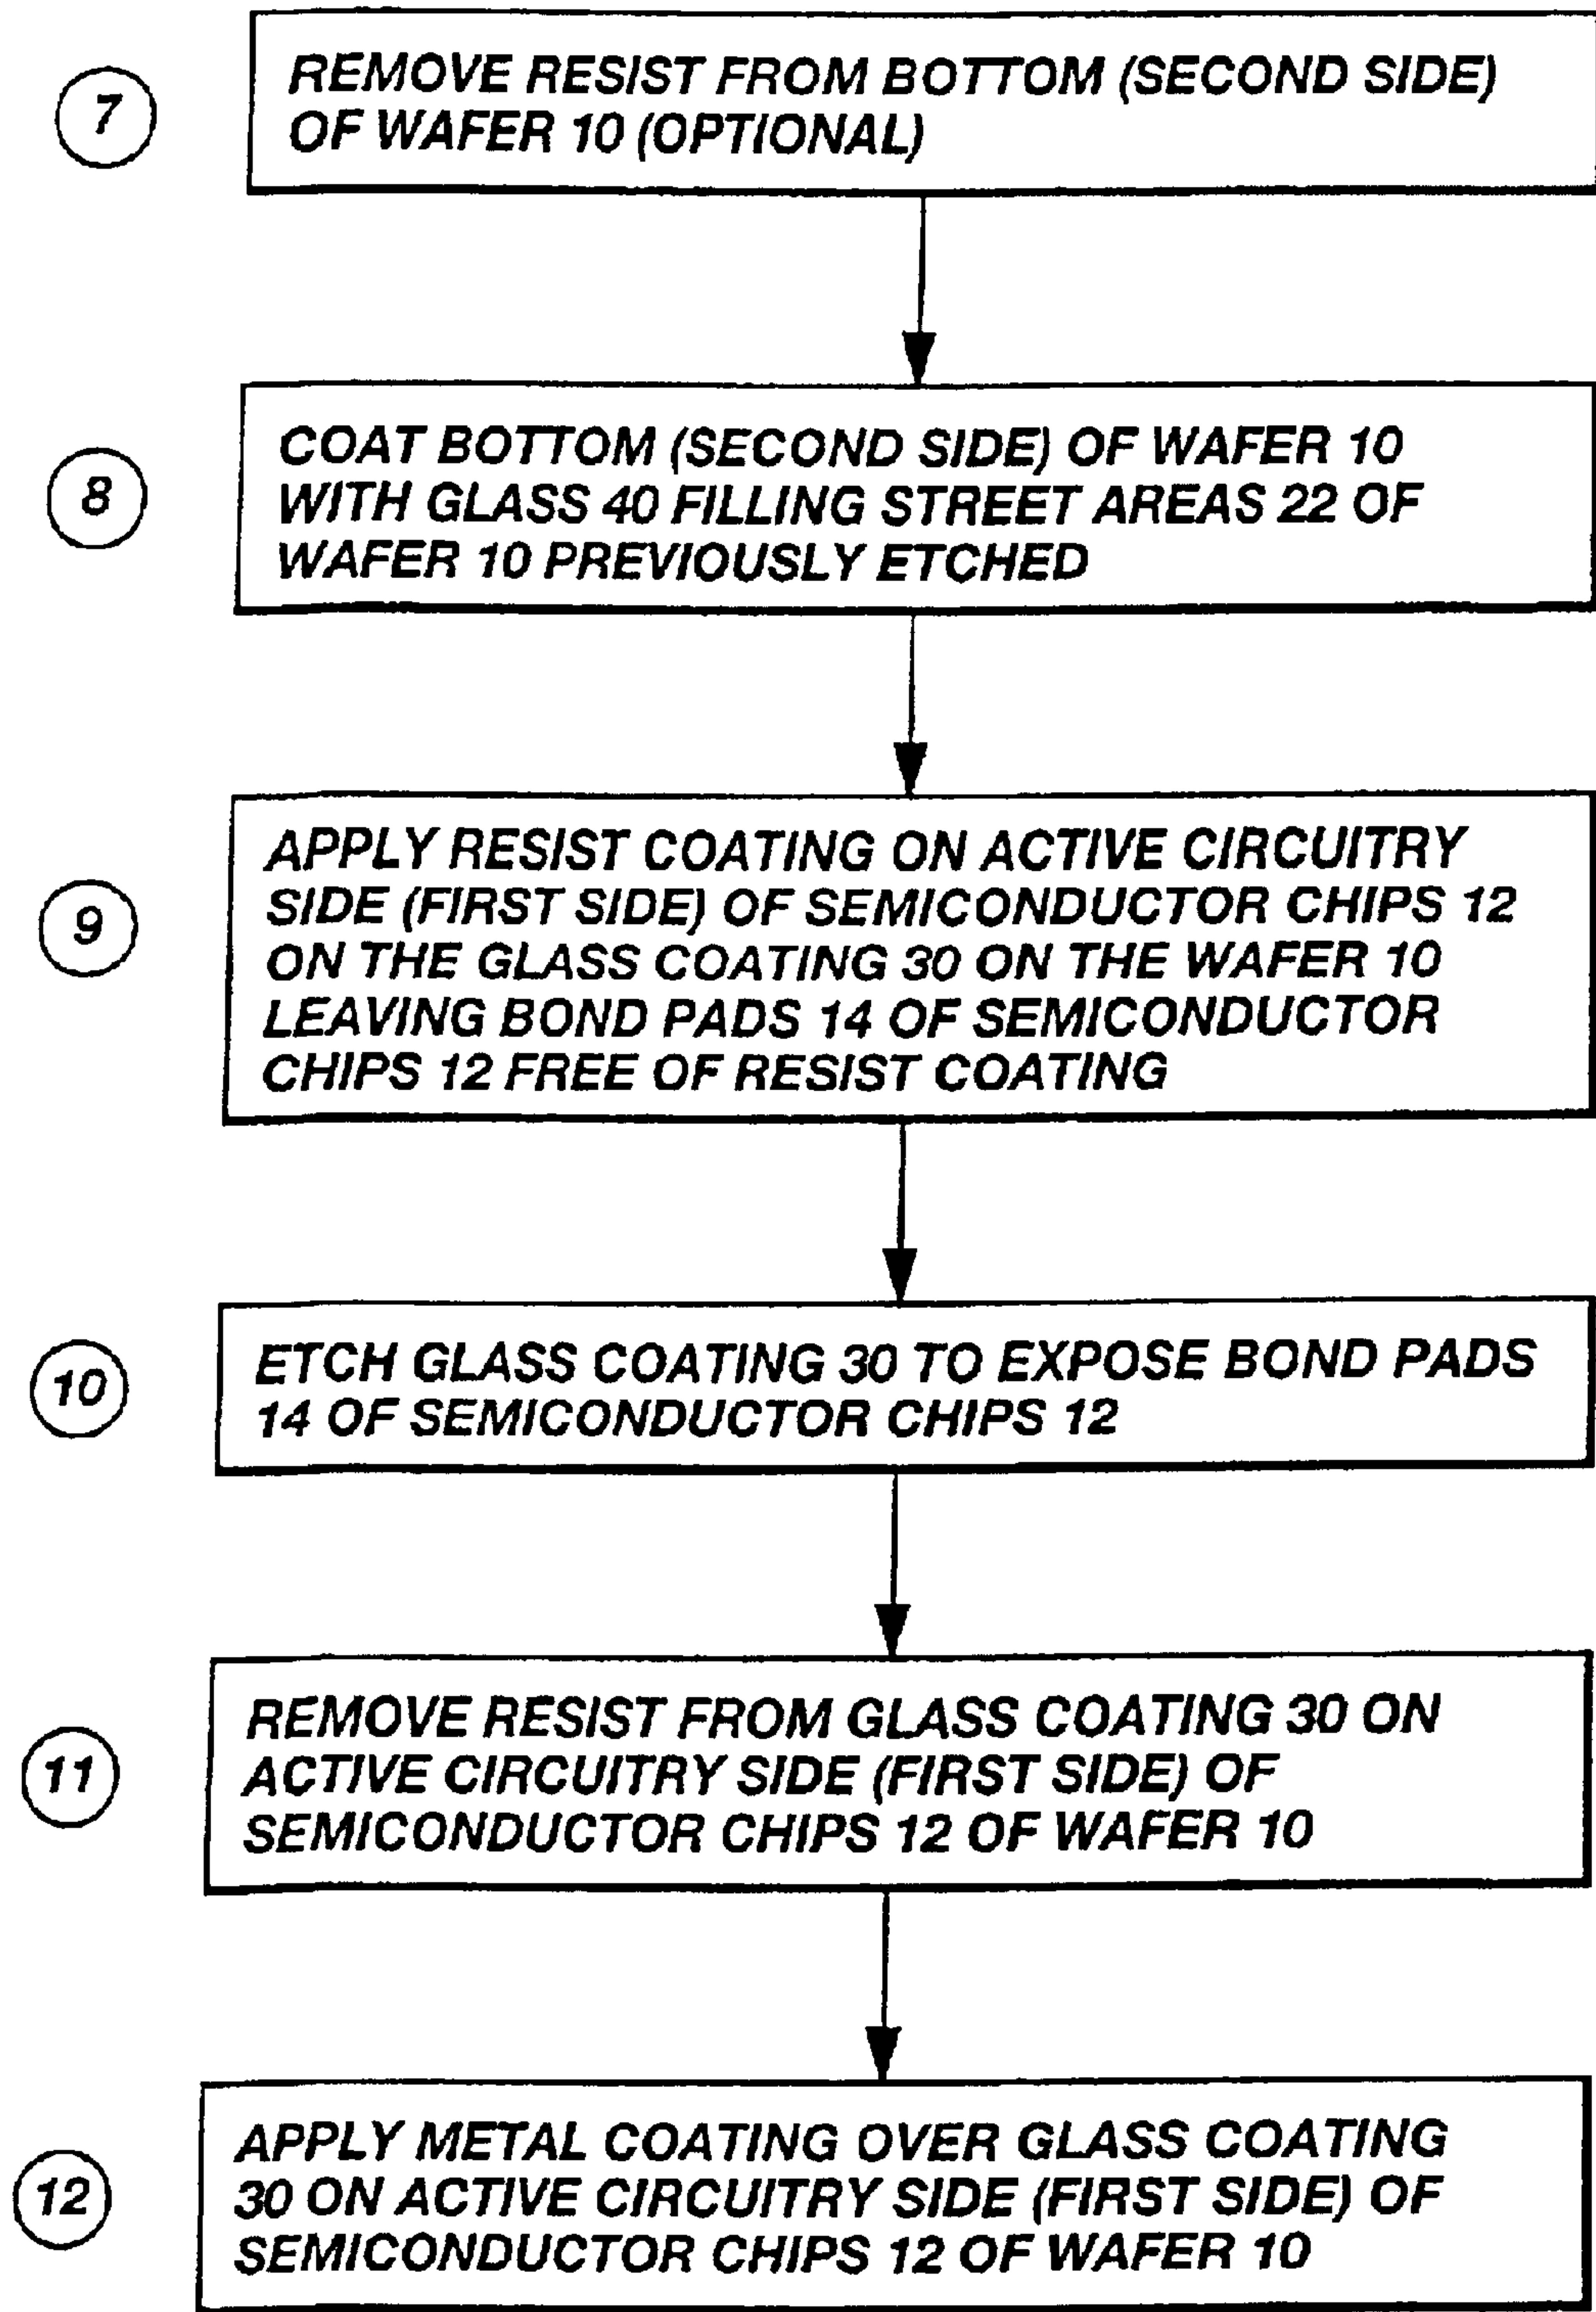 7
REMOVE RESIST FROM BOTTOM (SECOND SIDE)
OF WAFER 10 (OPTIONAL)
8
COAT BOTTOM (SECOND SIDE) OF WAFER 10
WITH GLASS 40 FILLING STREET AREAS 22 OF
WAFER 10 PREVIOUSLY ETCHED
9
APPLY RESIST COATING ON ACTIVE CIRCUITRY
SIDE (FIRST SIDE) OF SEMICONDUCTOR CHIPS 12
ON THE GLASS COATING 30 ON THE WAFER 10
LEAVING BOND PADS 14 OF SEMICONDUCTOR
CHIPS 12 FREE OF RESIST COATING
10
ETCH GLASS COATING 30 TO EXPOSE BOND PADS
14 OF SEMICONDUCTOR CHIPS 12
11
REMOVE RESIST FROM GLASS COATING 30 ON
ACTIVE CIRCUITRY SIDE (FIRST SIDE) OF
SEMICONDUCTOR CHIPS 12 OF WAFER 10
12
APPLY METAL COATING OVER GLASS COATING
30 ON ACTIVE CIRCUITRY SIDE (FIRST SIDE) OF
SEMICONDUCTOR CHIPS 12 OF WAFER 10